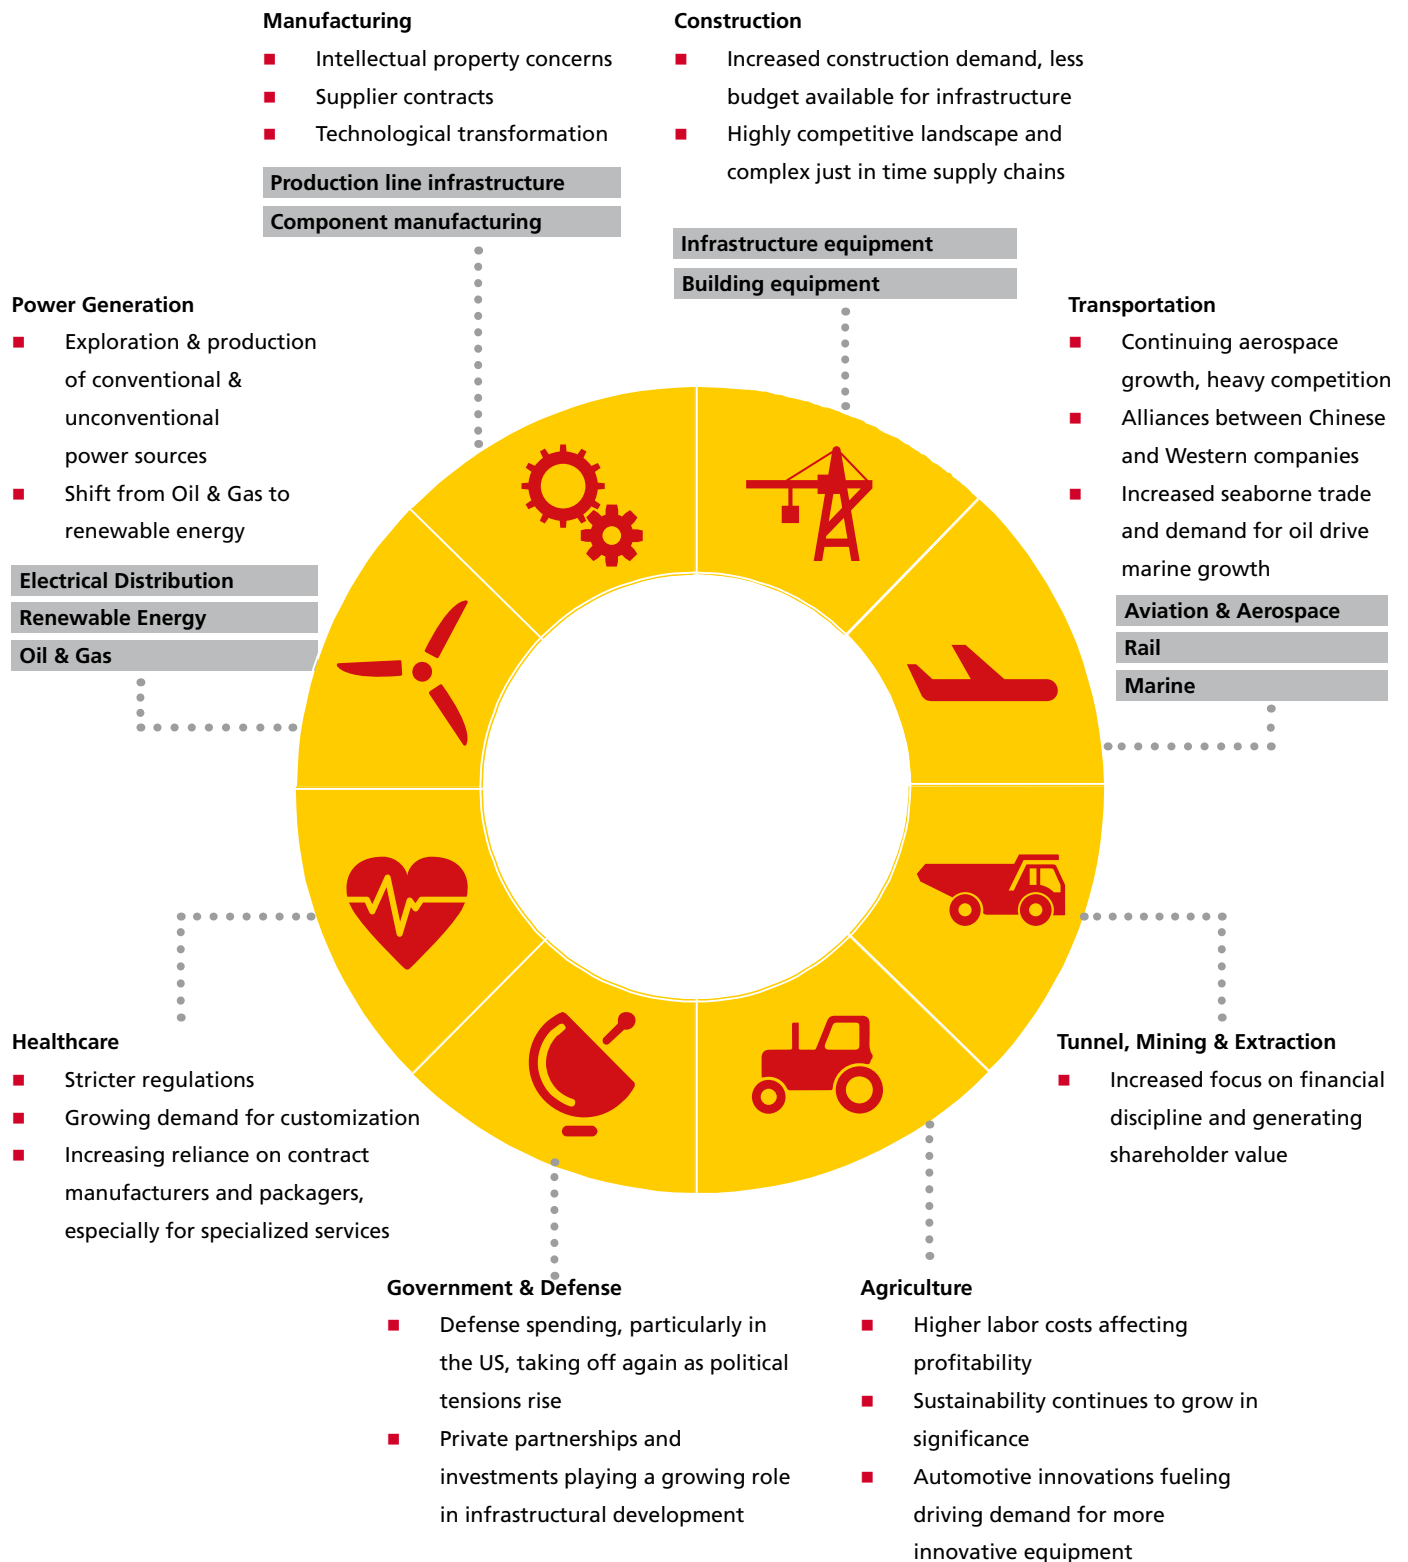 Manufacturing
Intellectual property concerns
Supplier contracts
Technological transformation
Production line infrastructure
Component manufacturing
Construction
Increased construction demand, less
budget available for infrastructure
Highly competitive landscape and
complex just in time supply chains
Infrastructure equipment
Building equipment
Power Generation
Exploration & production
of conventional &
unconventional
power sources
Shift from Oil & Gas to
renewable energy
Electrical Distribution
Renewable Energy
Oil & Gas
Transportation
Continuing aerospace
growth, heavy competition
Alliances between Chinese
and Western companies
Increased seaborne trade
and demand for oil drive
marine growth
Aviation & Aerospace
Rail
Marine
Healthcare
Stricter regulations
Growing demand for customization
Increasing reliance on contract
manufacturers and packagers,
especially for specialized services
Tunnel, Mining & Extraction
Increased focus on financial
discipline and generating
shareholder value
Government & Defense
Defense spending, particularly in
the US, taking off again as political
tensions rise
Private partnerships and
investments playing a growing role
in infrastructural development
Agriculture
Higher labor costs affecting
profitability
Sustainability continues to grow in
significance
Automotive innovations fueling
driving demand for more
innovative equipment